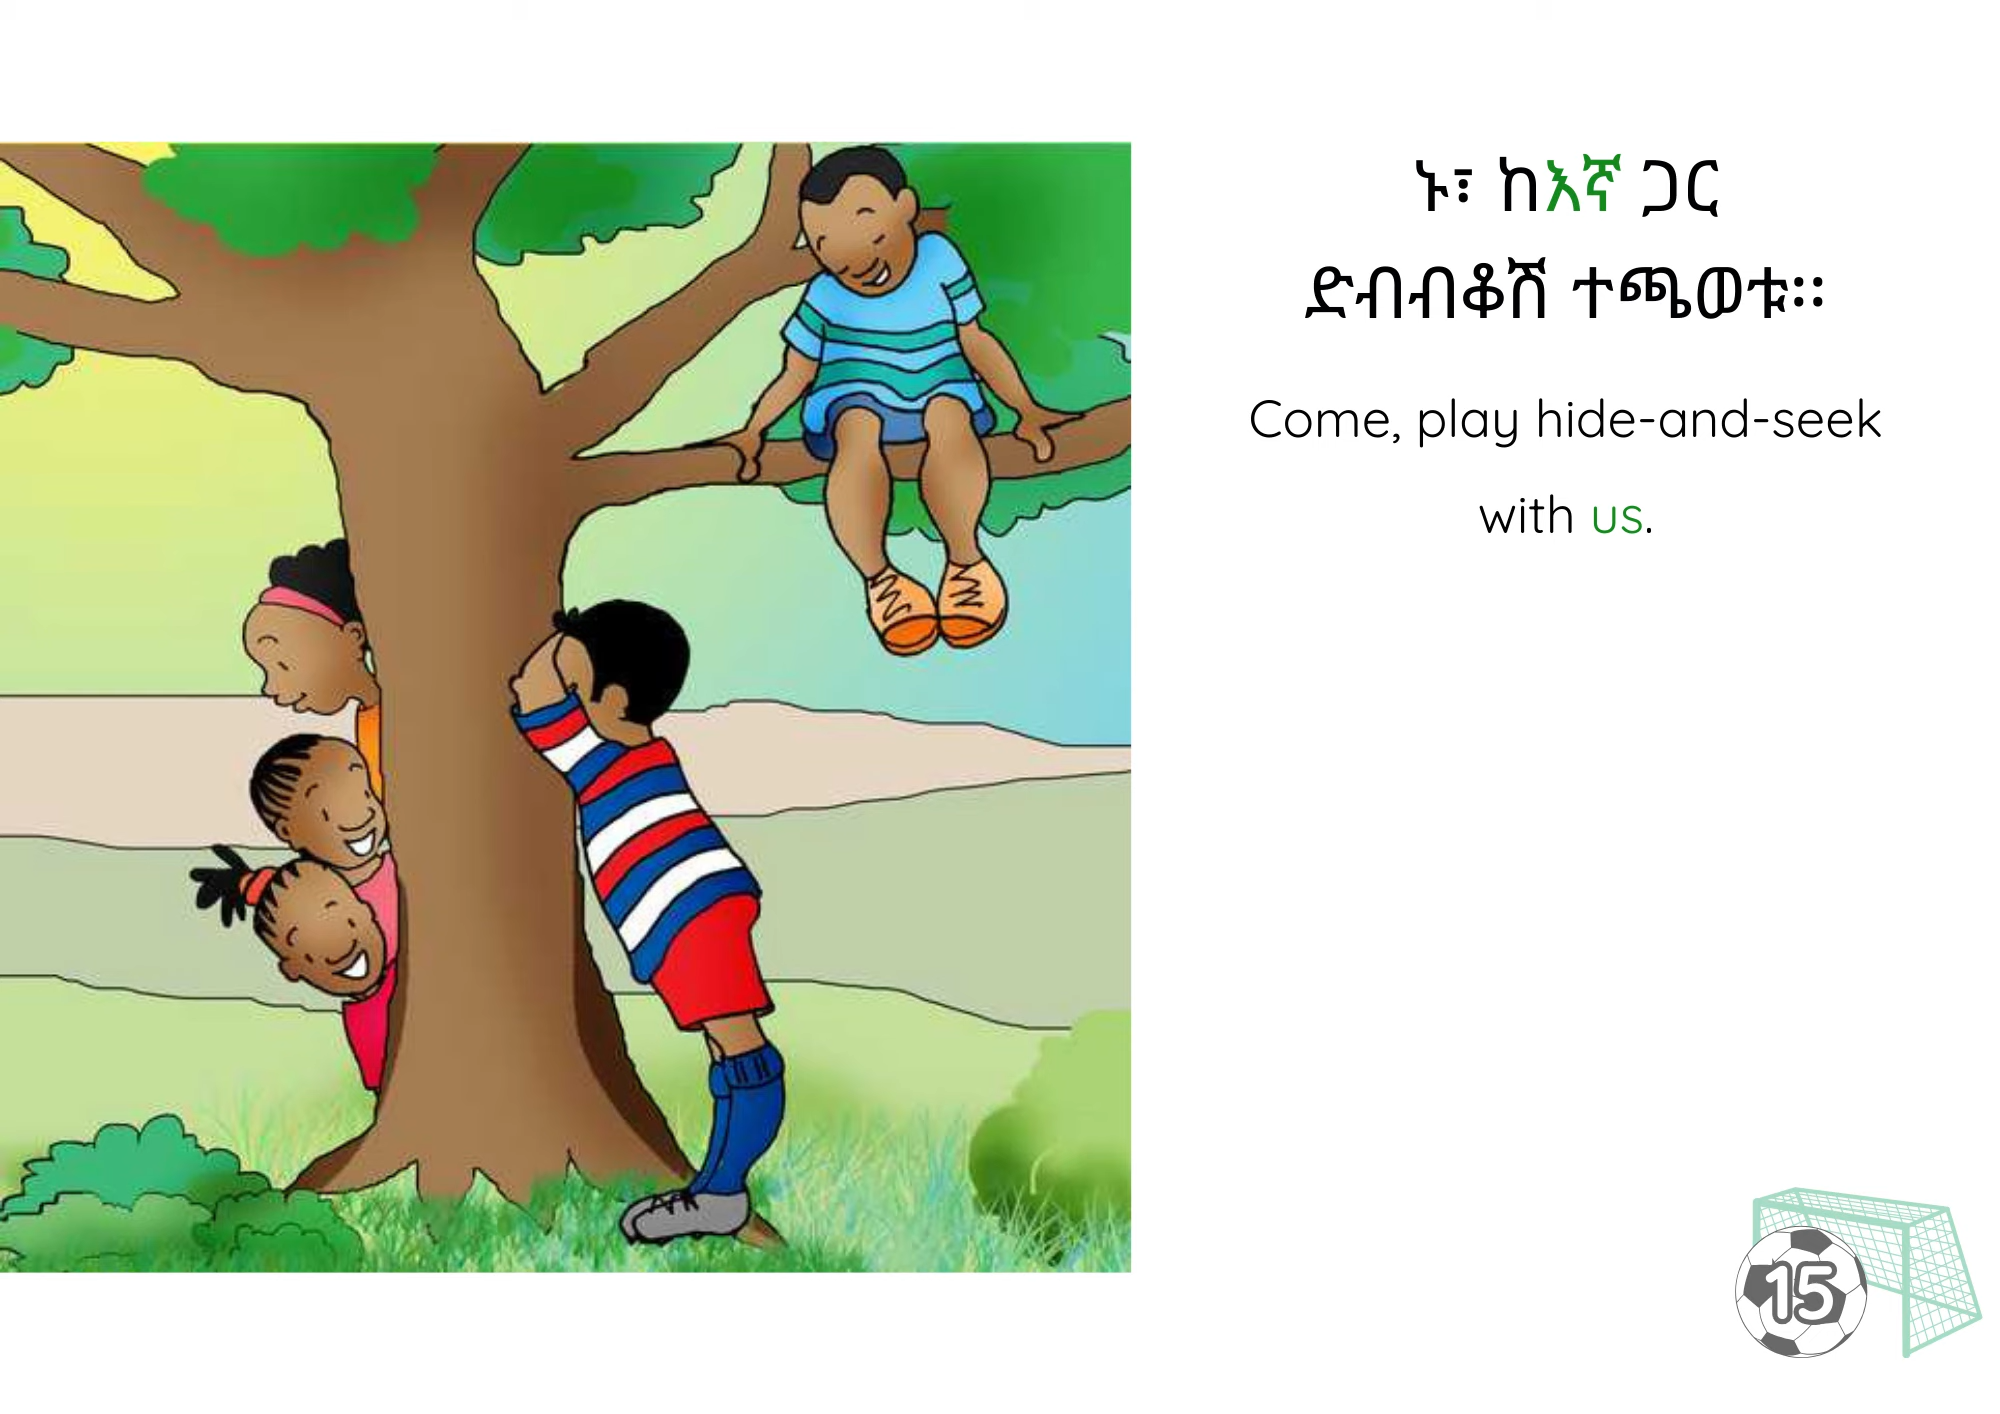 ኑ፣ ከእኛ ጋር
ድብብቆሽ ተጫወቱ።
Come, play hide-and-seek
with us.
15